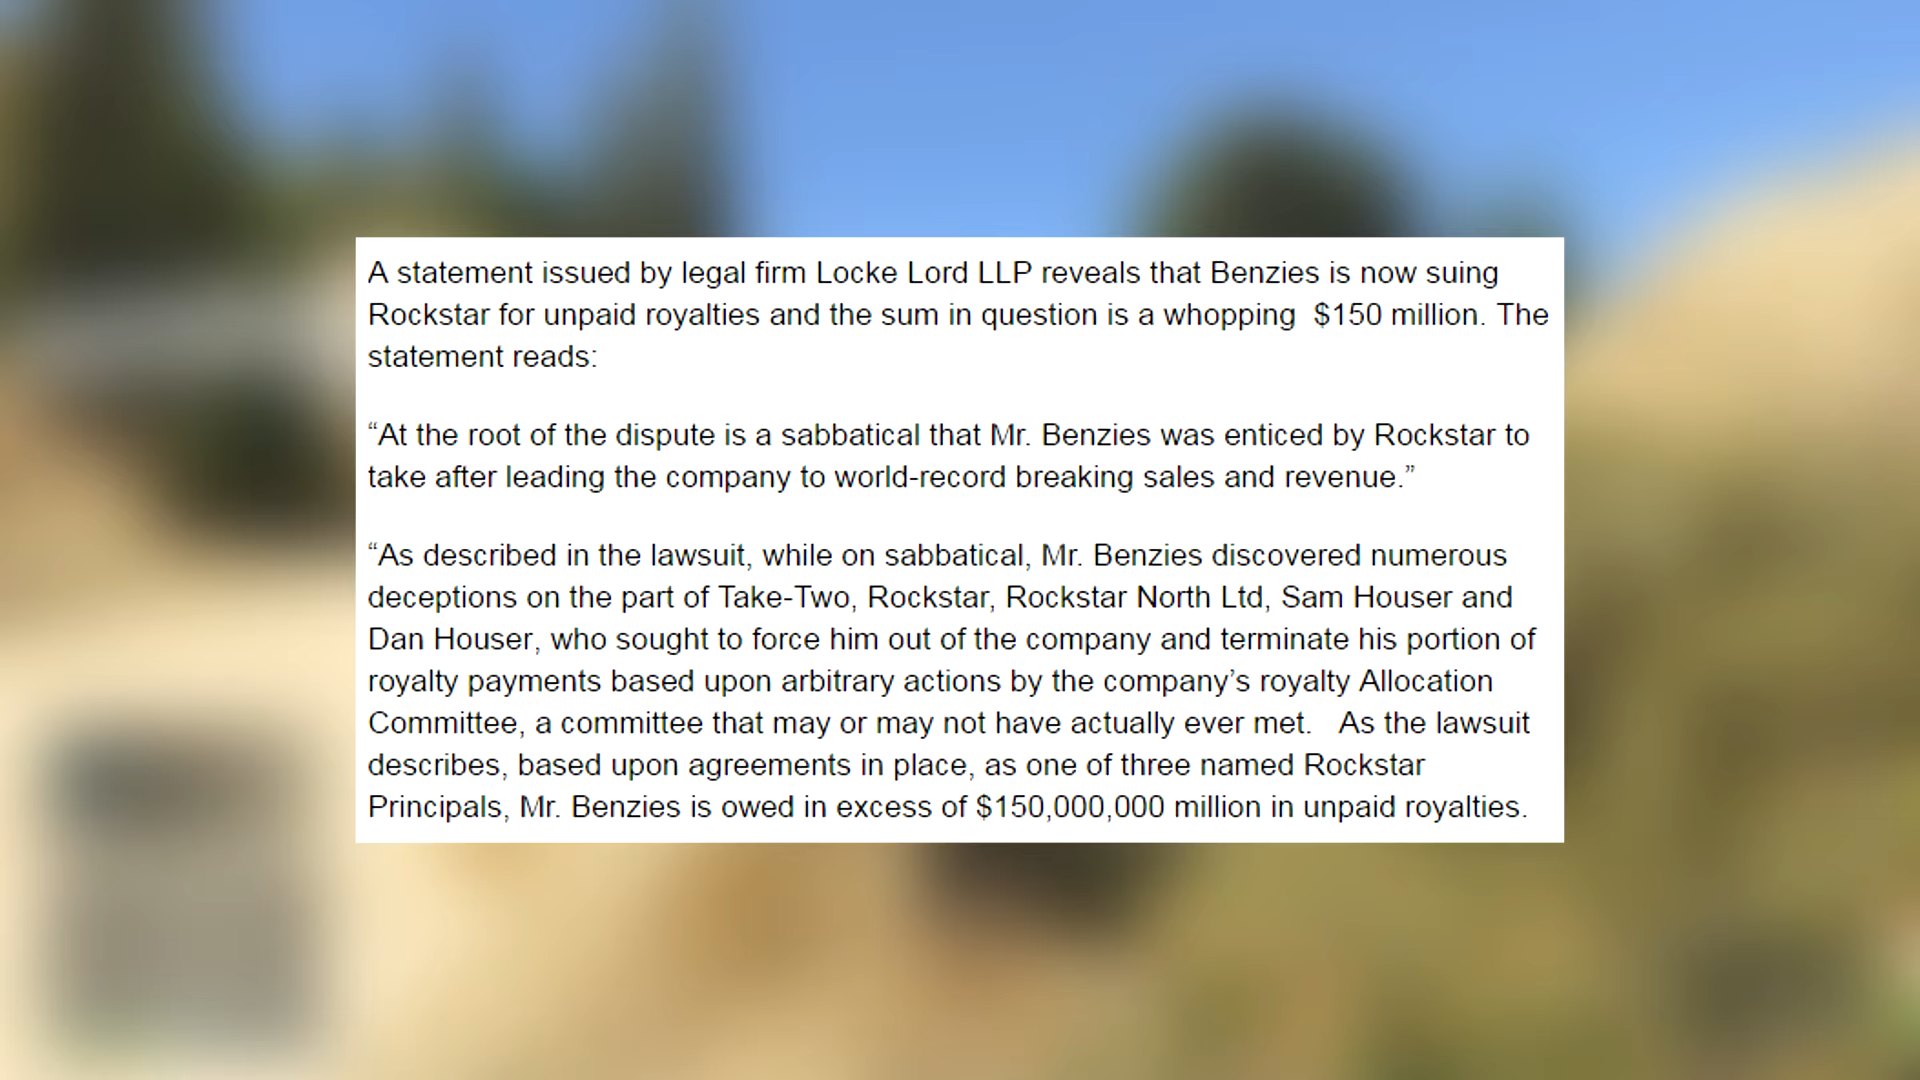 A statement issued by legal firm Locke Lord LLP reveals that Benzies is now suing
Rockstar for unpaid royalties and the sum in question is a whopping  $150 million. The
statement reads:
“At the root of the dispute is a sabbatical that Mr. Benzies was enticed by Rockstar to
take after leading the company to world-record breaking sales and revenue.”
“As described in the lawsuit, while on sabbatical, Mr. Benzies discovered numerous
deceptions on the part of Take-Two, Rockstar, Rockstar North Ltd, Sam Houser and
Dan Houser, who sought to force him out of the company and terminate his portion of
royalty payments based upon arbitrary actions by the company’s royalty Allocation
Committee, a committee that may or may not have actually ever met.   As the lawsuit
describes, based upon agreements in place, as one of three named Rockstar
Principals, Mr. Benzies is owed in excess of $150,000,000 million in unpaid royalties.